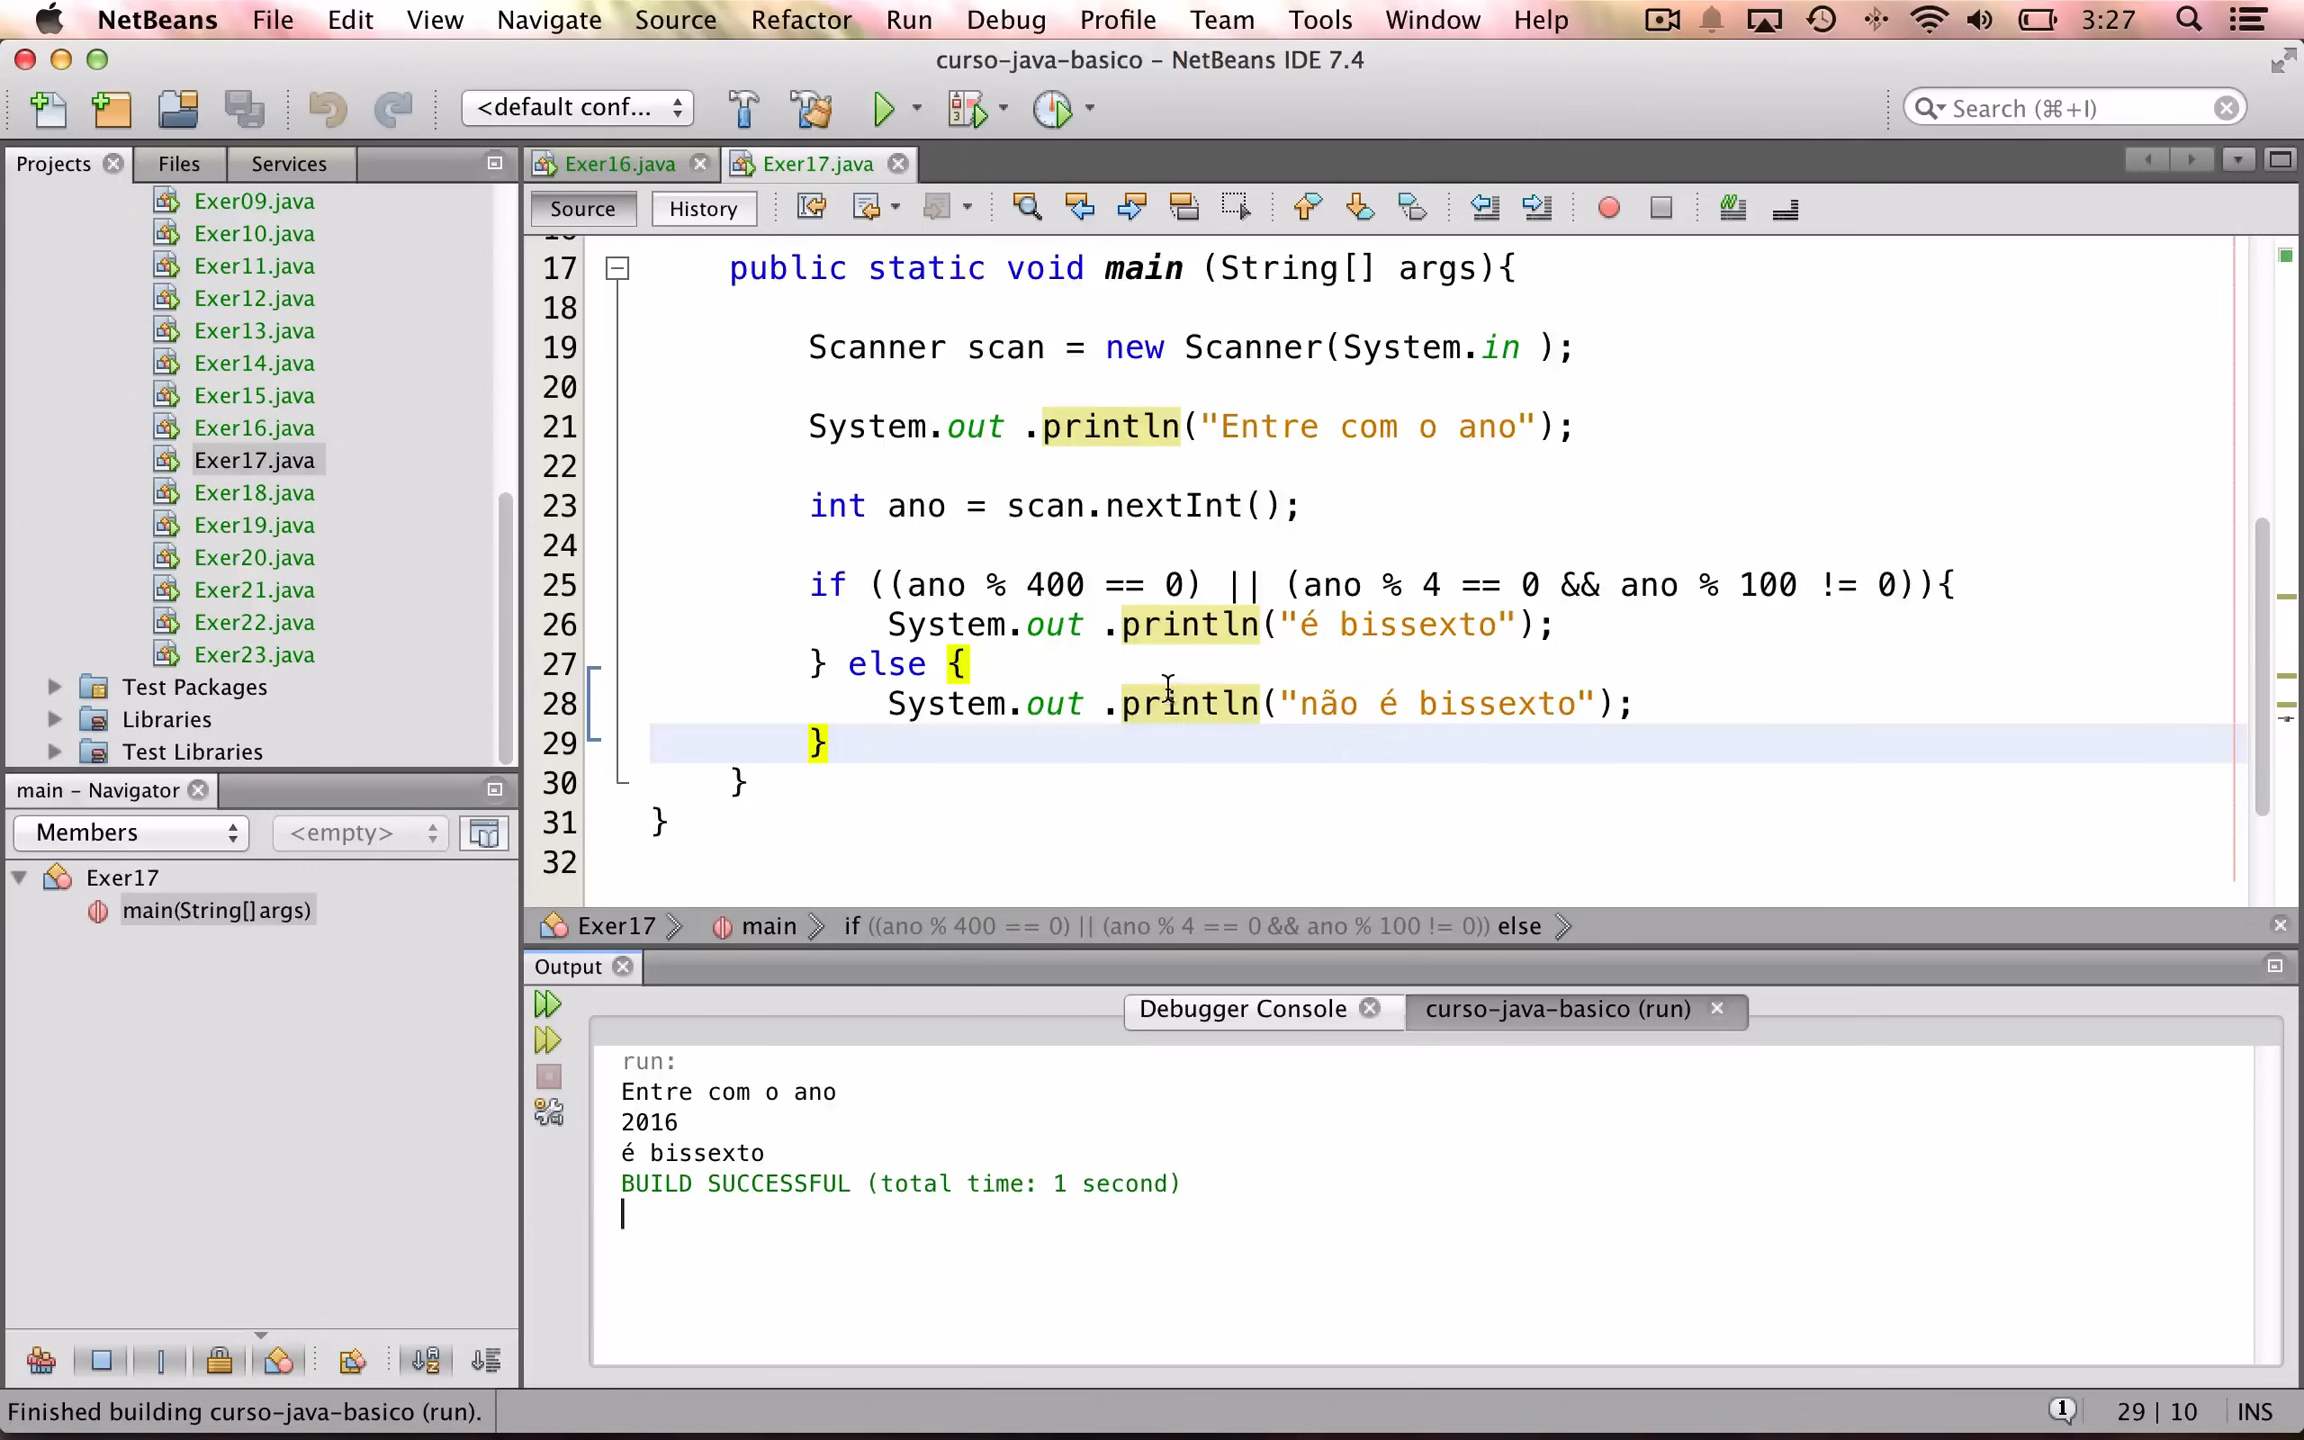 NetBeans File Edit View Navigate Source Refactor Run Debug Profile Team Tools Window Help 3:27
curso-java-basico – NetBeans IDE 7.4
<default conf...
Search (⌘+I)
Projects Files Services
Exer16.java Exer17.java
Source History
Exer09.java
Exer10.java
Exer11.java
Exer12.java
Exer13.java
Exer14.java
Exer15.java
Exer16.java
Exer17.java
Exer18.java
Exer19.java
Exer20.java
Exer21.java
Exer22.java
Exer23.java
Test Packages
Libraries
Test Libraries
main – Navigator
Members <empty>
Exer17
main(String[] args)
17 public static void main (String[] args){
18
19 Scanner scan = new Scanner(System.in );
20
21 System.out .println("Entre com o ano");
22
23 int ano = scan.nextInt();
24
25 if ((ano % 400 == 0) || (ano % 4 == 0 && ano % 100 != 0)){
26 System.out .println("é bissexto");
27 } else {
28 System.out .println("não é bissexto");
29 }
30 }
31 }
32
Exer17 main if ((ano % 400 == 0) || (ano % 4 == 0 && ano % 100 != 0)) else
Output
Debugger Console curso-java-basico (run)
run:
Entre com o ano
2016
é bissexto
BUILD SUCCESSFUL (total time: 1 second)
Finished building curso-java-basico (run).
1 29 | 10 INS